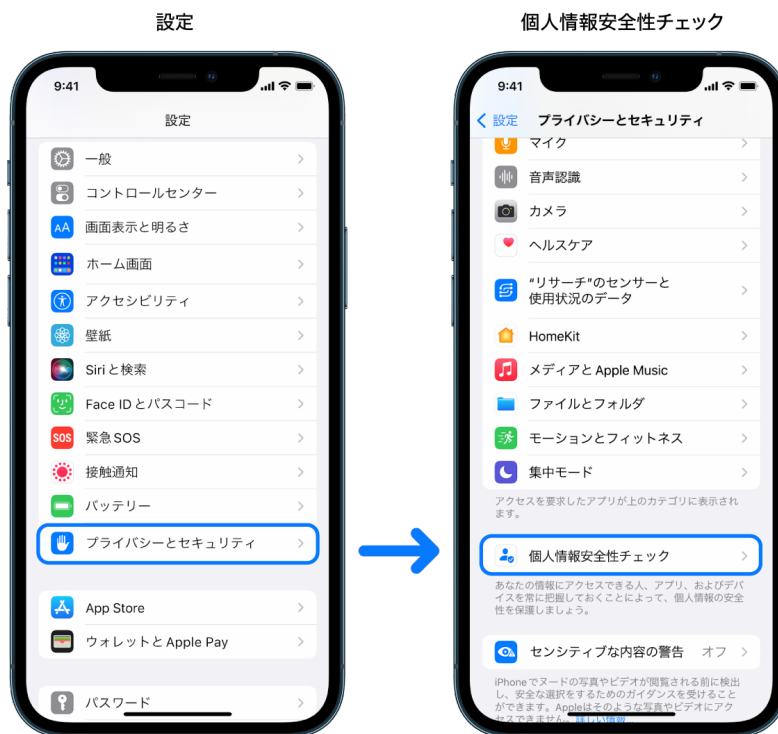 設定
個人情報安全性チェック
9:41
設定
一般
コントロールセンター
AA 画面表示と明るさ
ホーム画面
アクセシビリティ
壁紙
Siriと検索
Face IDとパスコード
SOS 緊急SOS
接触通知
バッテリー
プライバシーとセキュリティ
App Store
ウォレットとApple Pay
パスワード
9:41
設定 プライバシーとセキュリティ
マイク
音声認識
カメラ
ヘルスケア
“リサーチ”のセンサーと
使用状況のデータ
HomeKit
メディアとApple Music
ファイルとフォルダ
モーションとフィットネス
集中モード
アクセスを要求したアプリが上のカテゴリに表示され
ます。
個人情報安全性チェック
あなたの情報にアクセスできる人、アプリ、およびデバ
イスを常に把握しておくことによって、個人情報の安全
性を保護しましょう。
センシティブな内容の警告 オフ
iPhoneでヌードの写真やビデオが閲覧される前に検出
し、安全な選択をするためのガイダンスを受けること
ができます。Appleはそのような写真やビデオにアク
セスできません。詳しい情報...